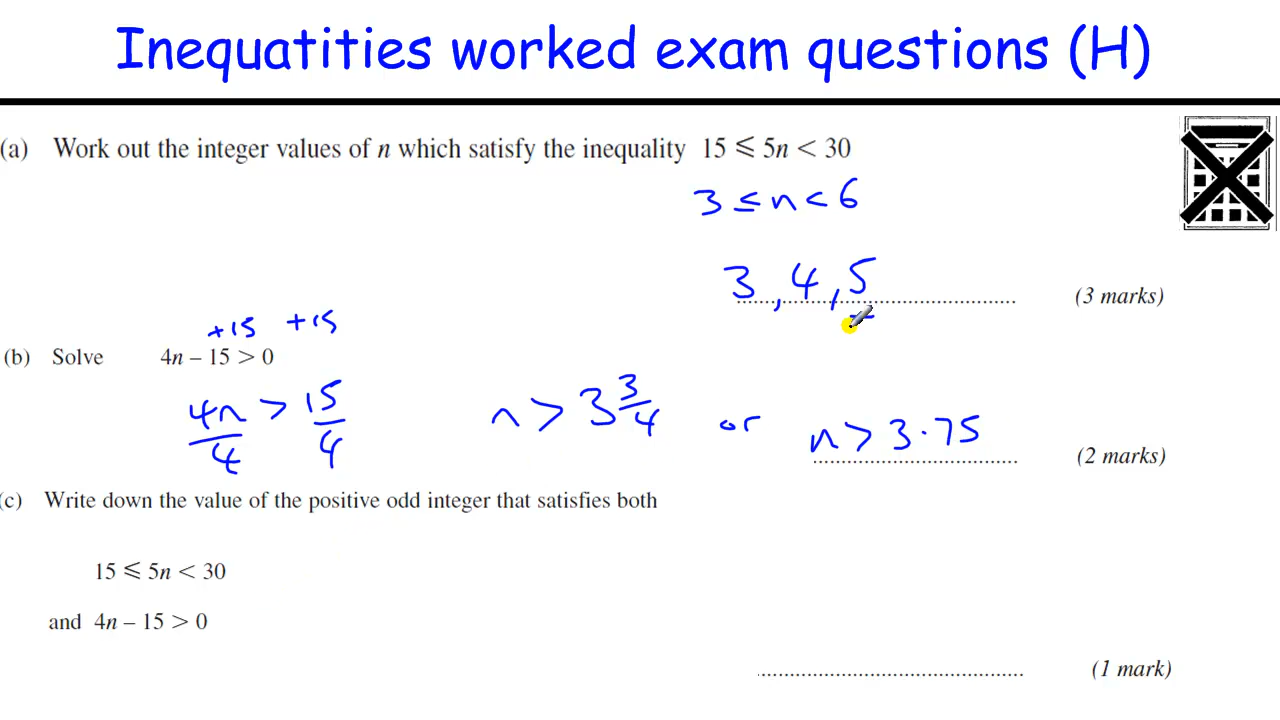 Inequatities worked exam questions (H)
(a) Work out the integer values of n which satisfy the inequality 15 ⩽ 5n < 30
3 ≤ n < 6
3, 4, 5
(3 marks)
+15 +15
(b) Solve 4n – 15 > 0
4n/4 > 15/4
n > 3 3/4 or n > 3.75
(2 marks)
(c) Write down the value of the positive odd integer that satisfies both
15 ⩽ 5n < 30
and 4n – 15 > 0
(1 mark)